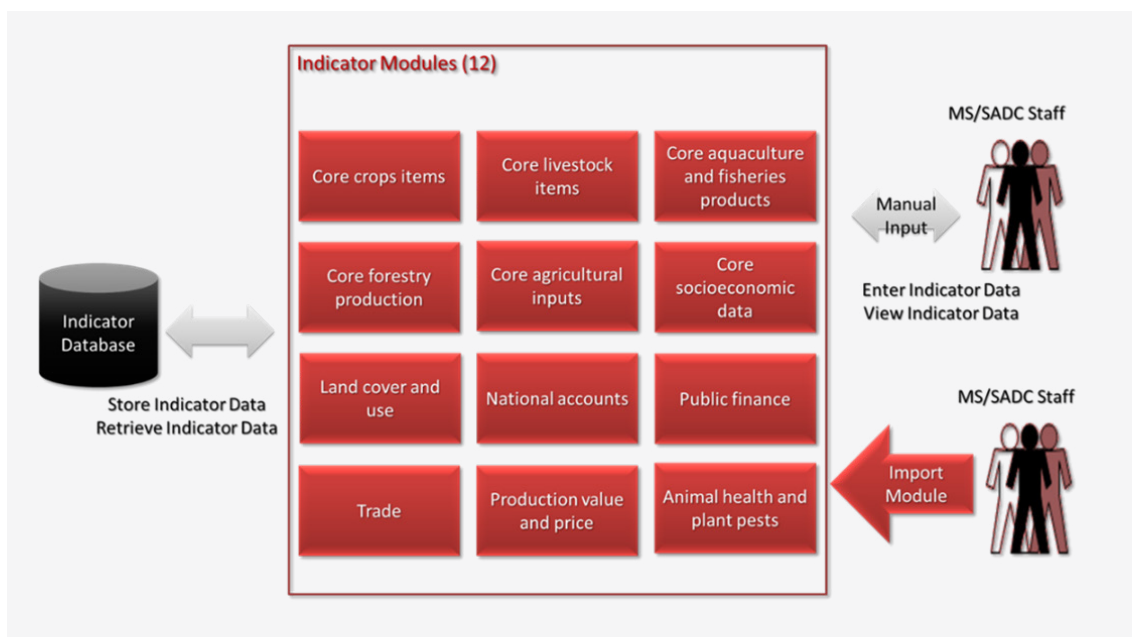 Indicator Modules (12)
MS/SADC Staff
Core crops items
Core livestock
items
Core aquaculture
and fisheries
products
Manual
Input
Core forestry
production
Core agricultural
inputs
Core
socioeconomic
data
Enter Indicator Data
View Indicator Data
Indicator
Database
Store Indicator Data
Retrieve Indicator Data
Land cover and
use
National accounts
Public finance
MS/SADC Staff
Trade
Production value
and price
Animal health and
plant pests
Import
Module